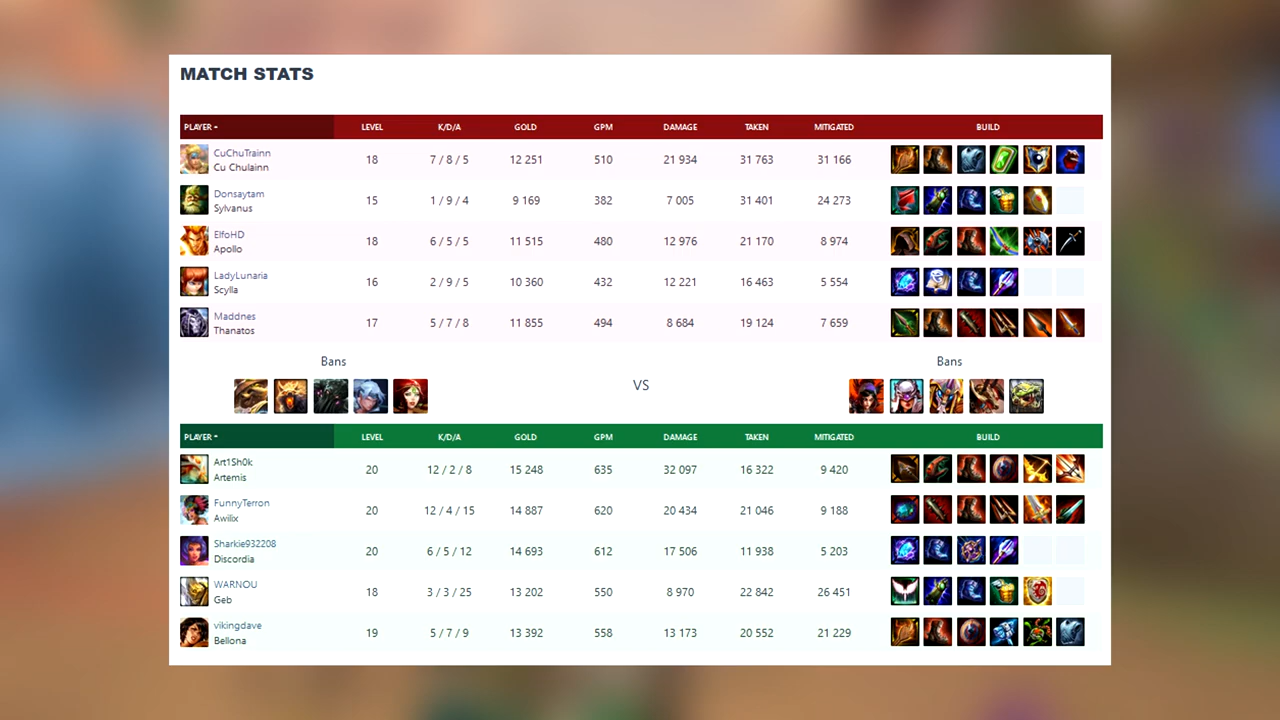 MATCH STATS
PLAYER LEVEL K/D/A GOLD GPM DAMAGE TAKEN MITIGATED BUILD
CuChuTrainn
Cu Chulainn
18 7 / 8 / 5 12 251 510 21 934 31 763 31 166
Donsaytam
Sylvanus
15 1 / 9 / 4 9 169 382 7 005 31 401 24 273
ElfoHD
Apollo
18 6 / 5 / 5 11 515 480 12 976 21 170 8 974
LadyLunaria
Scylla
16 2 / 9 / 5 10 360 432 12 221 16 463 5 554
Maddnes
Thanatos
17 5 / 7 / 8 11 855 494 8 684 19 124 7 659
Bans Bans
VS
PLAYER LEVEL K/D/A GOLD GPM DAMAGE TAKEN MITIGATED BUILD
Art1Sh0k
Artemis
20 12 / 2 / 8 15 248 635 32 097 16 322 9 420
FunnyTerron
Awilix
20 12 / 4 / 15 14 887 620 20 434 21 046 9 188
Sharkie932208
Discordia
20 6 / 5 / 12 14 693 612 17 506 11 938 5 203
WARNOU
Geb
18 3 / 3 / 25 13 202 550 8 970 22 842 26 451
vikingdave
Bellona
19 5 / 7 / 9 13 392 558 13 173 20 552 21 229